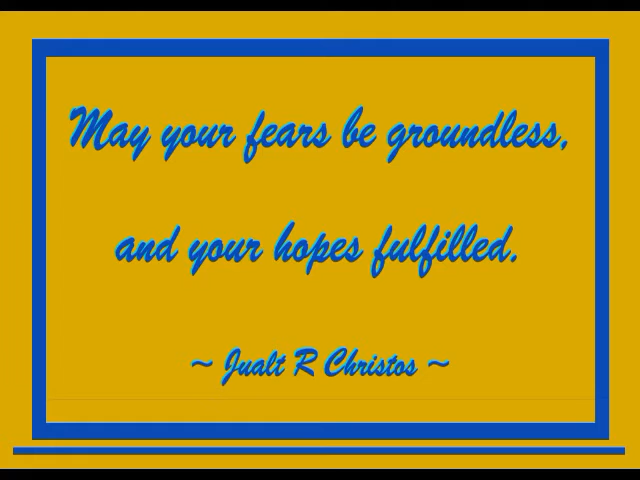 May your fears be groundless,
and your hopes fulfilled.
~ Jualt R Christos ~